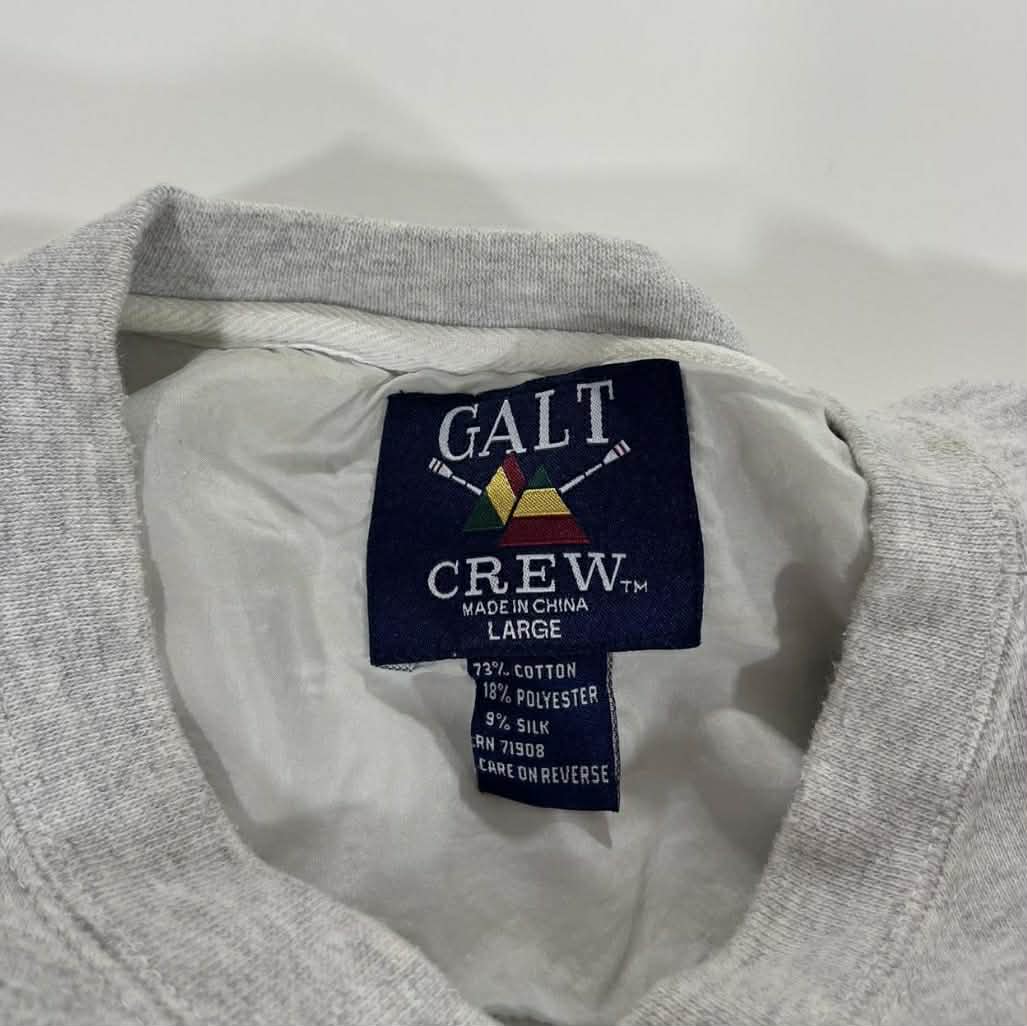 GALT
CREW™
MADE IN CHINA
LARGE
73% COTTON
18% POLYESTER
9% SILK
RN 71908
CARE ON REVERSE